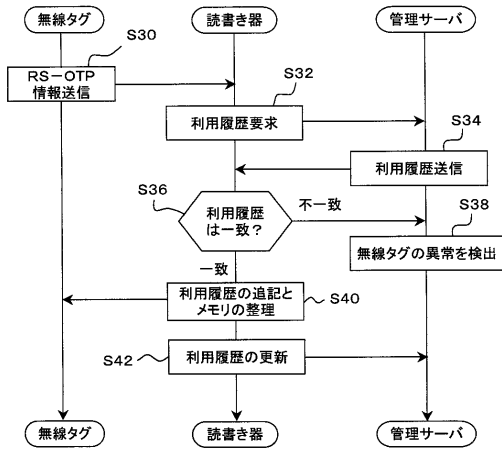 無線タグ
読書き器
管理サーバ
S30
RS－OTP
情報送信
S32
利用履歴要求
S34
利用履歴送信
S36
利用履歴
は一致？
不一致
S38
無線タグの異常を検出
一致
利用履歴の追記と
メモリの整理
S40
S42
利用履歴の更新
無線タグ
読書き器
管理サーバ